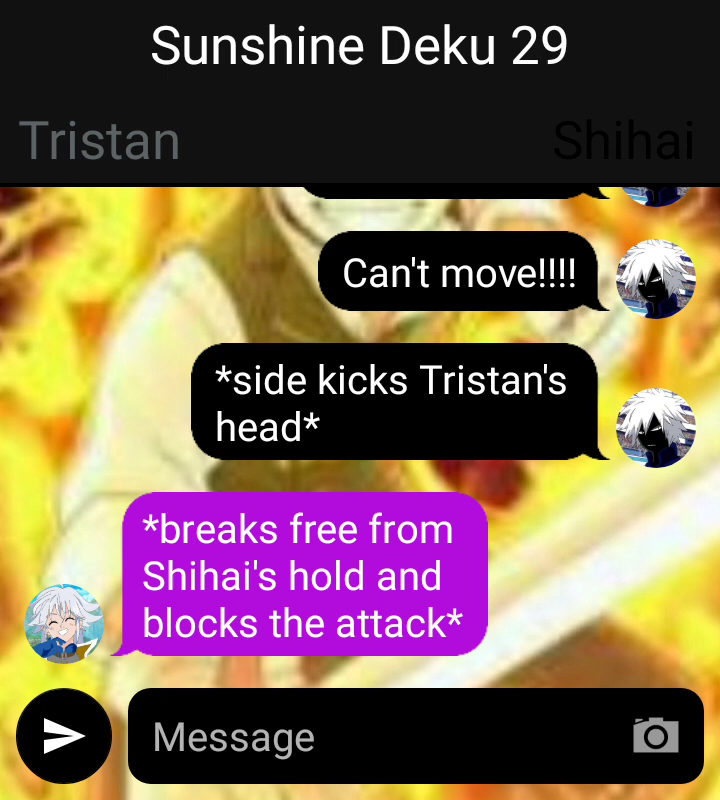 Sunshine Deku 29
Tristan
Shihai
Can't move!!!!
*side kicks Tristan's
head*
*breaks free from
Shihai's hold and
blocks the attack*
Message